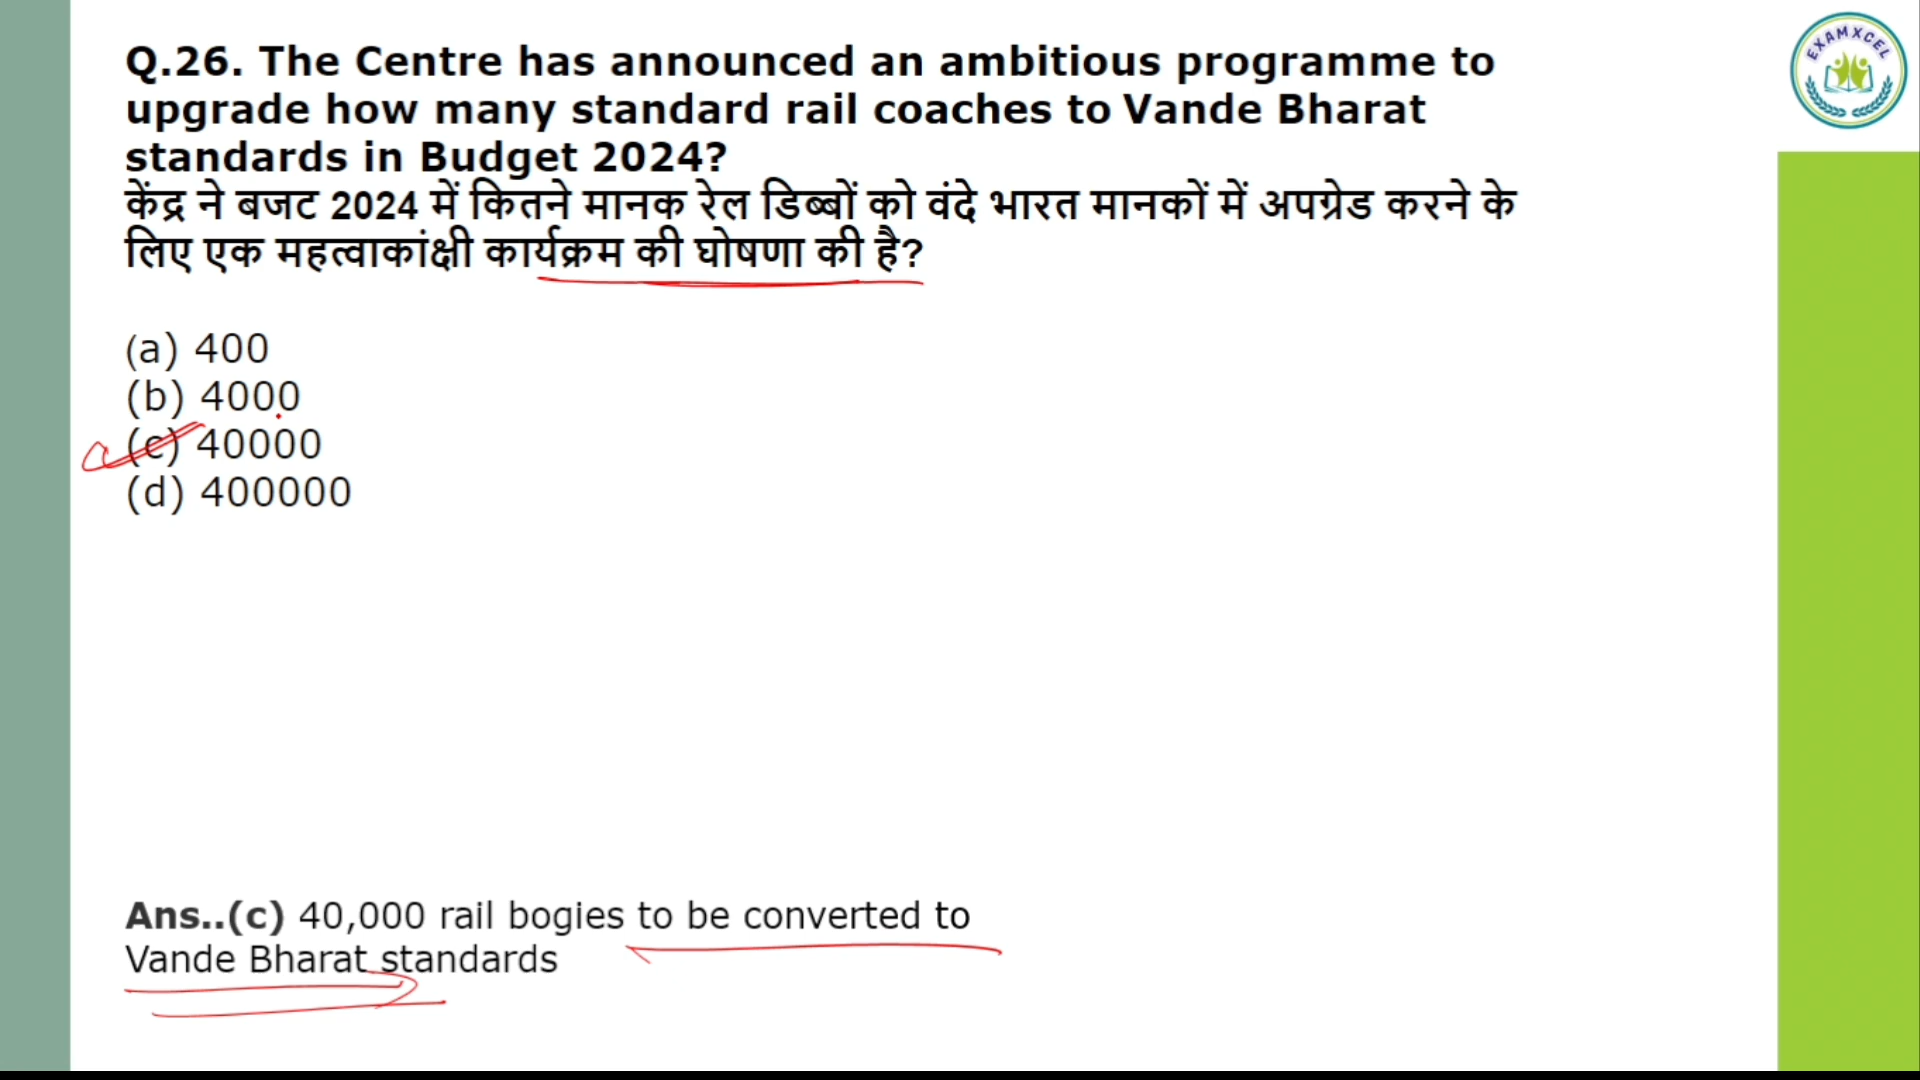 EXAMXCEL
Q.26. The Centre has announced an ambitious programme to
upgrade how many standard rail coaches to Vande Bharat
standards in Budget 2024?
केंद्र ने बजट 2024 में कितने मानक रेल डिब्बों को वंदे भारत मानकों में अपग्रेड करने के
लिए एक महत्वाकांक्षी कार्यक्रम की घोषणा की है?
(a) 400
(b) 4000
(c) 40000
(d) 400000
Ans..(c) 40,000 rail bogies to be converted to
Vande Bharat standards